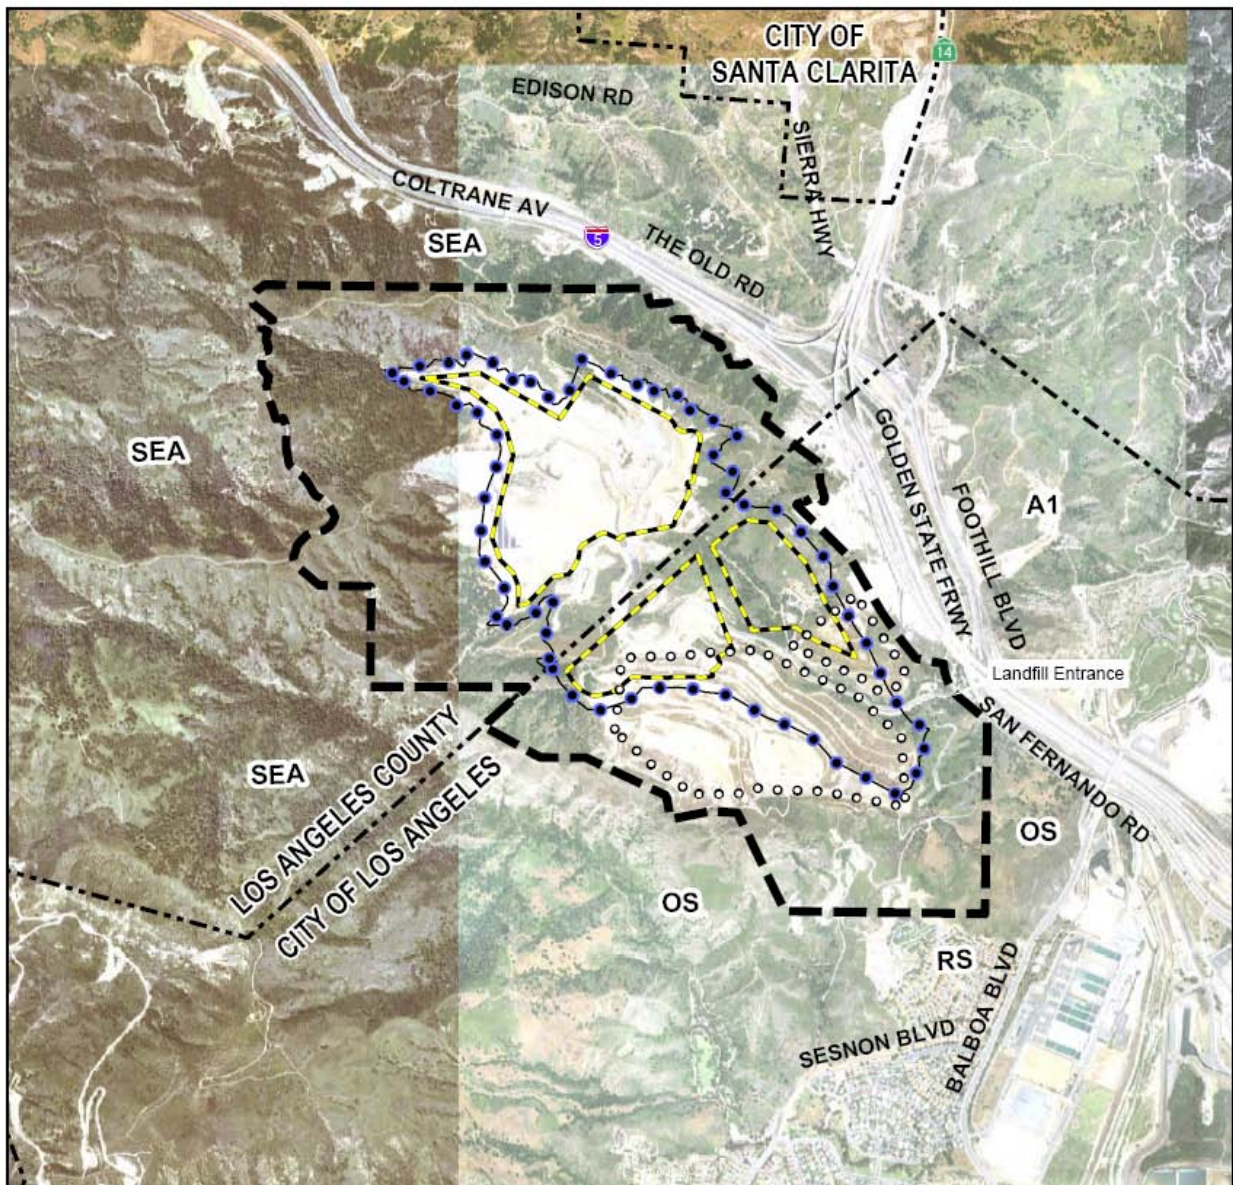 CITY OF
SANTA CLARITA
14
EDISON RD
SIERRA HWY
COLTRANE AV
5
THE OLD RD
SEA
SEA
GOLDEN STATE FRWY
FOOTHILL BLVD
A1
Landfill Entrance
SAN FERNANDO RD
LOS ANGELES COUNTY
CITY OF LOS ANGELES
SEA
OS
OS
RS
SESNON BLVD
BALBOA BLVD